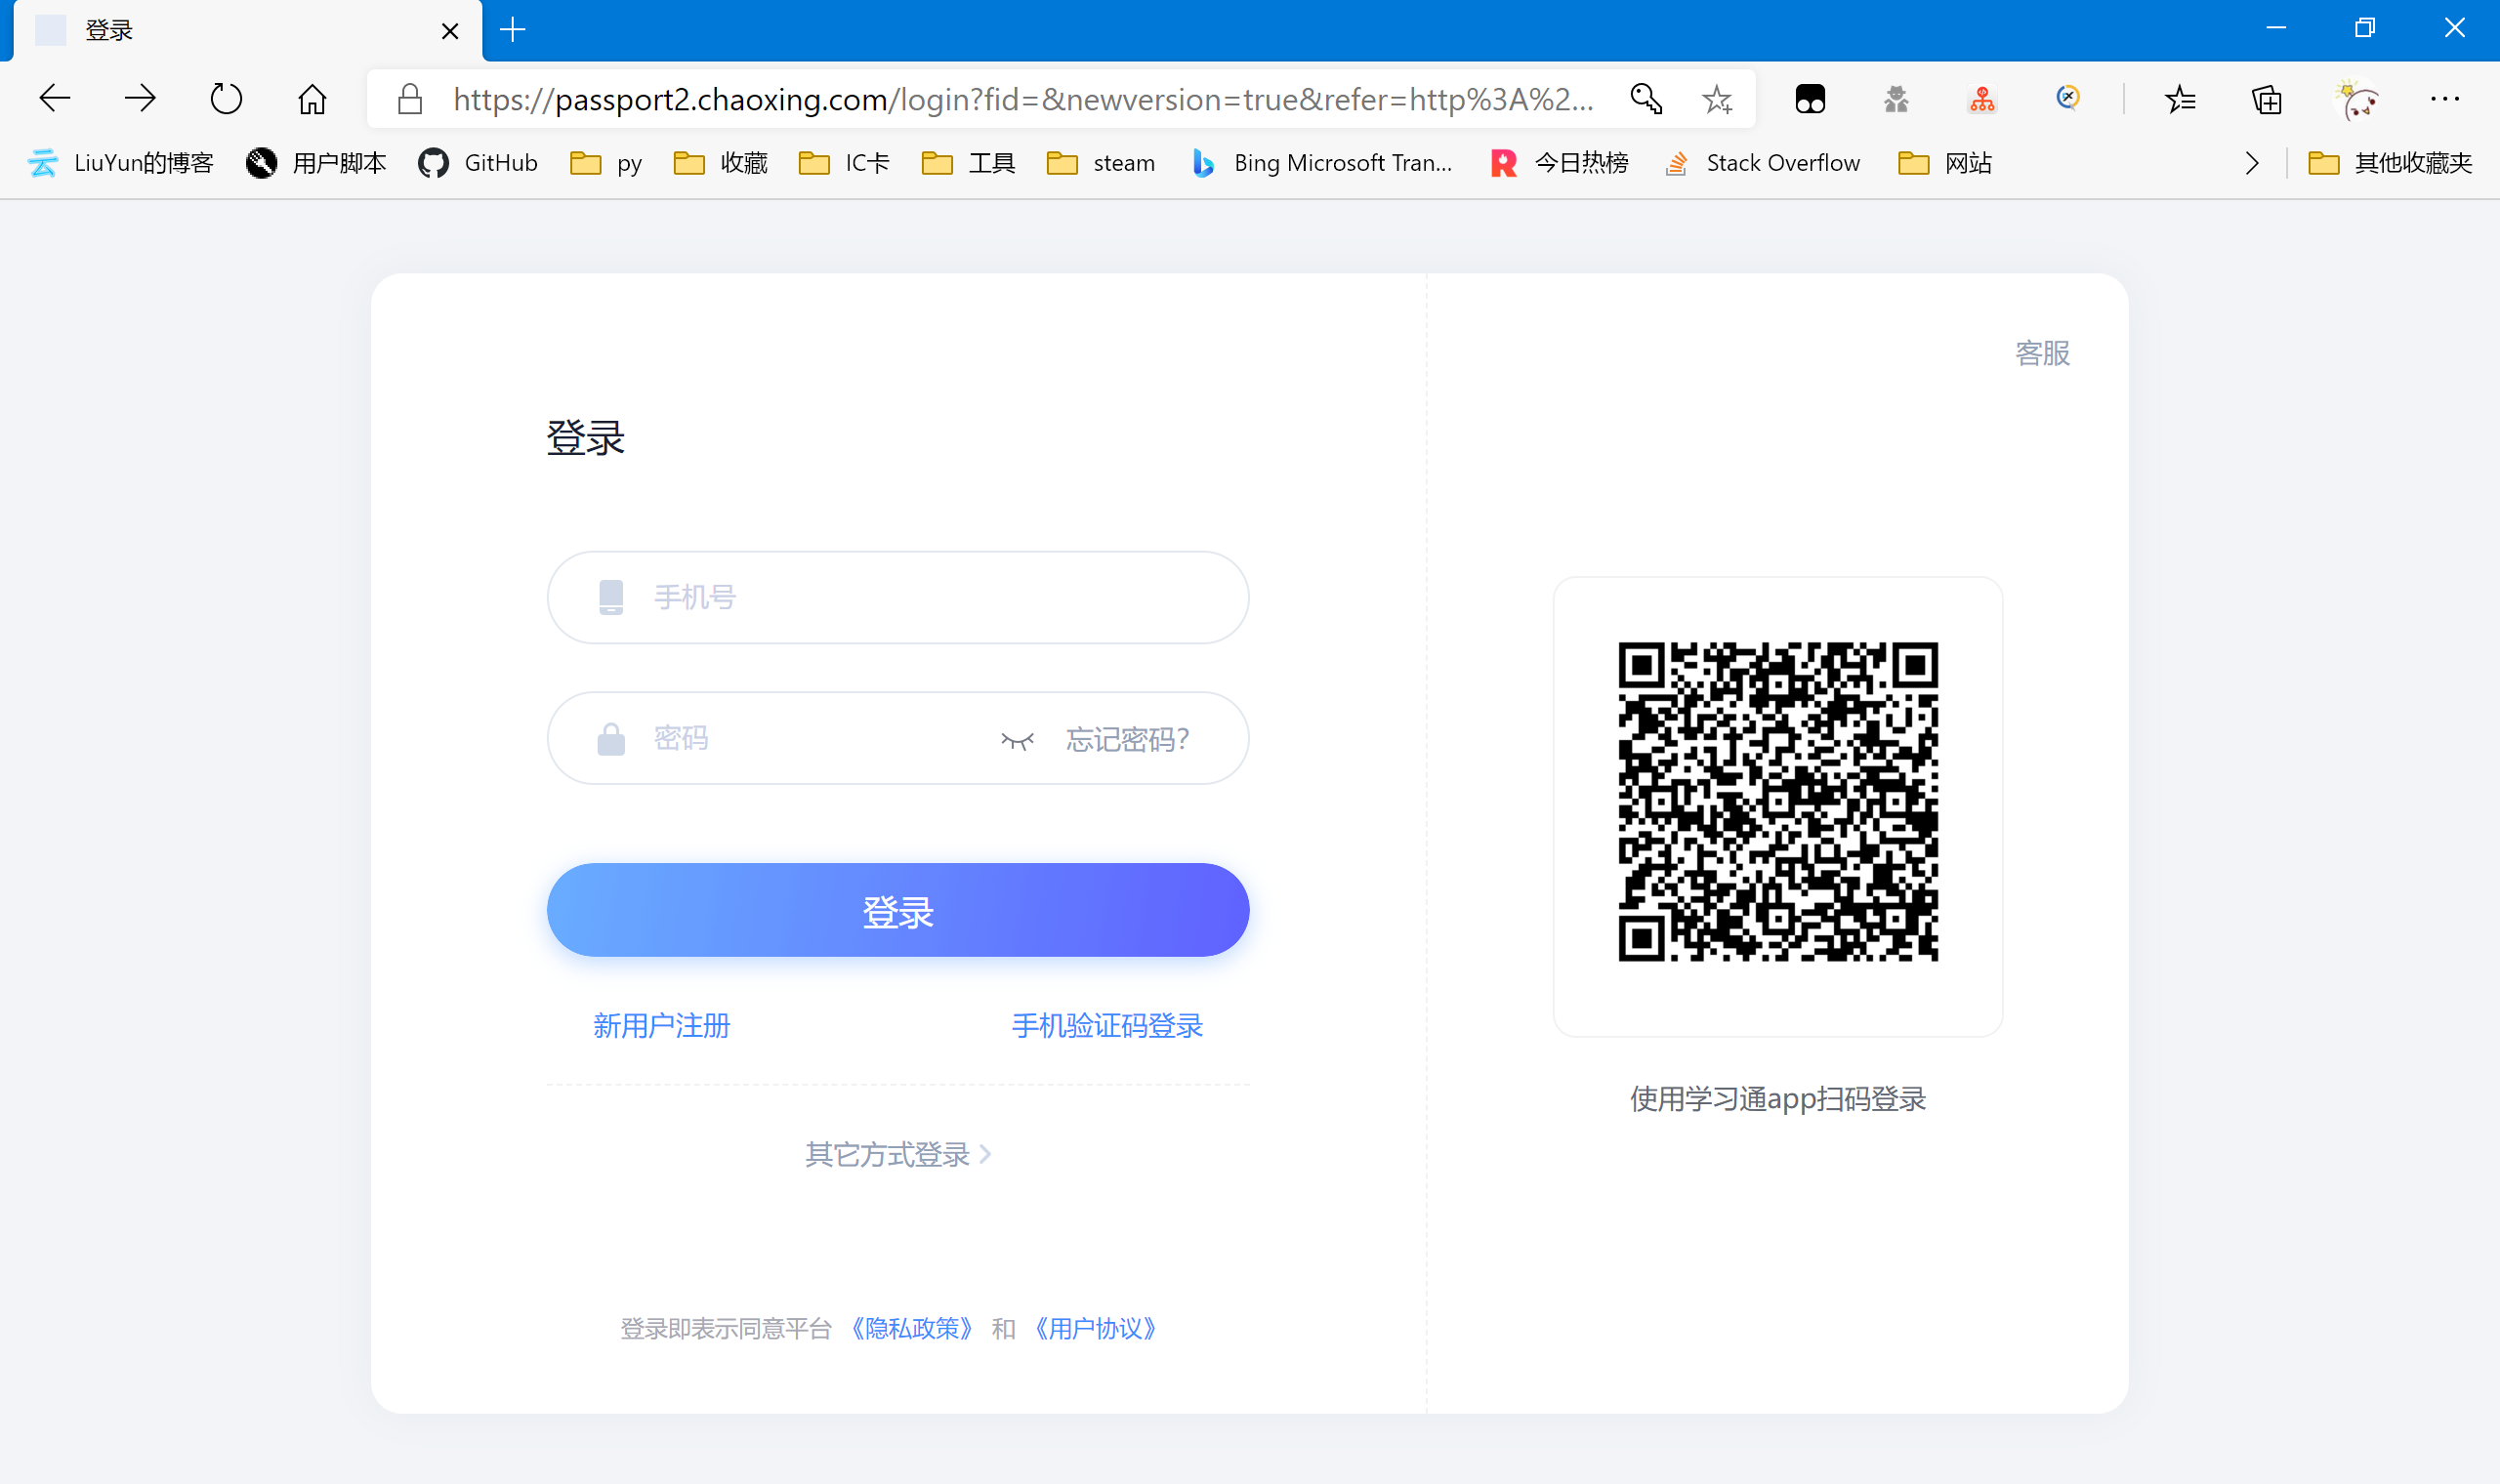 登录
https://passport2.chaoxing.com/login?fid=&newversion=true&refer=http%3A%2...
LiuYun的博客 用户脚本 GitHub py 收藏 IC卡 工具 steam Bing Microsoft Tran... 今日热榜 Stack Overflow 网站 其他收藏夹
客服
登录
手机号
密码 忘记密码?
登录
新用户注册 手机验证码登录
使用学习通app扫码登录
其它方式登录
登录即表示同意平台 《隐私政策》 和 《用户协议》